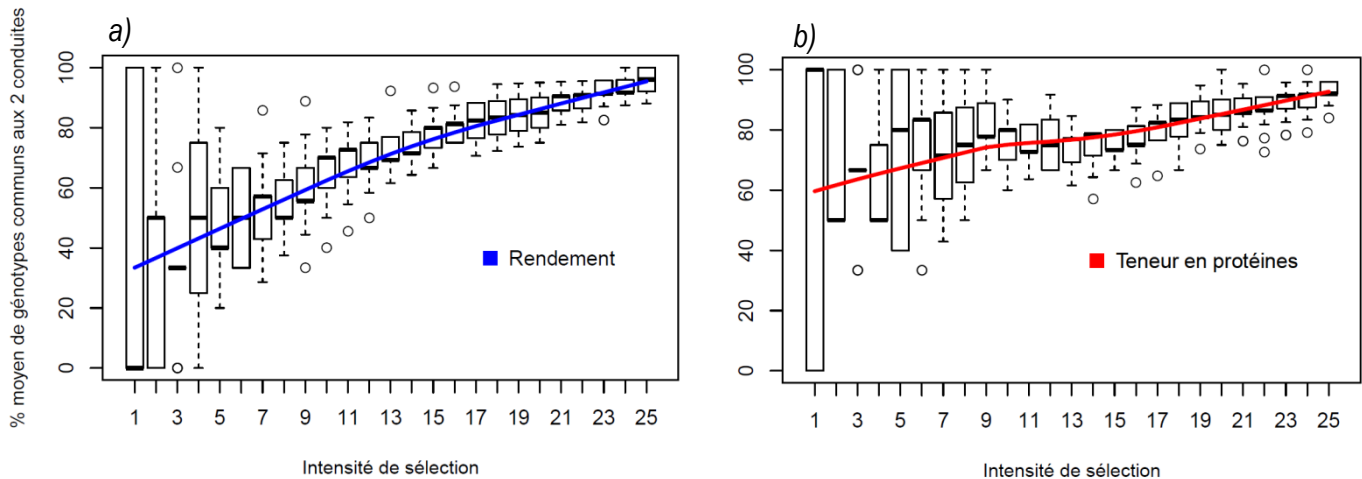 a)
% moyen de génotypes communs aux 2 conduites
100
80
60
40
20
0
Rendement
1 3 5 7 9 11 13 15 17 19 21 23 25
Intensité de sélection
b)
100
80
60
40
20
0
Teneur en protéines
1 3 5 7 9 11 13 15 17 19 21 23 25
Intensité de sélection